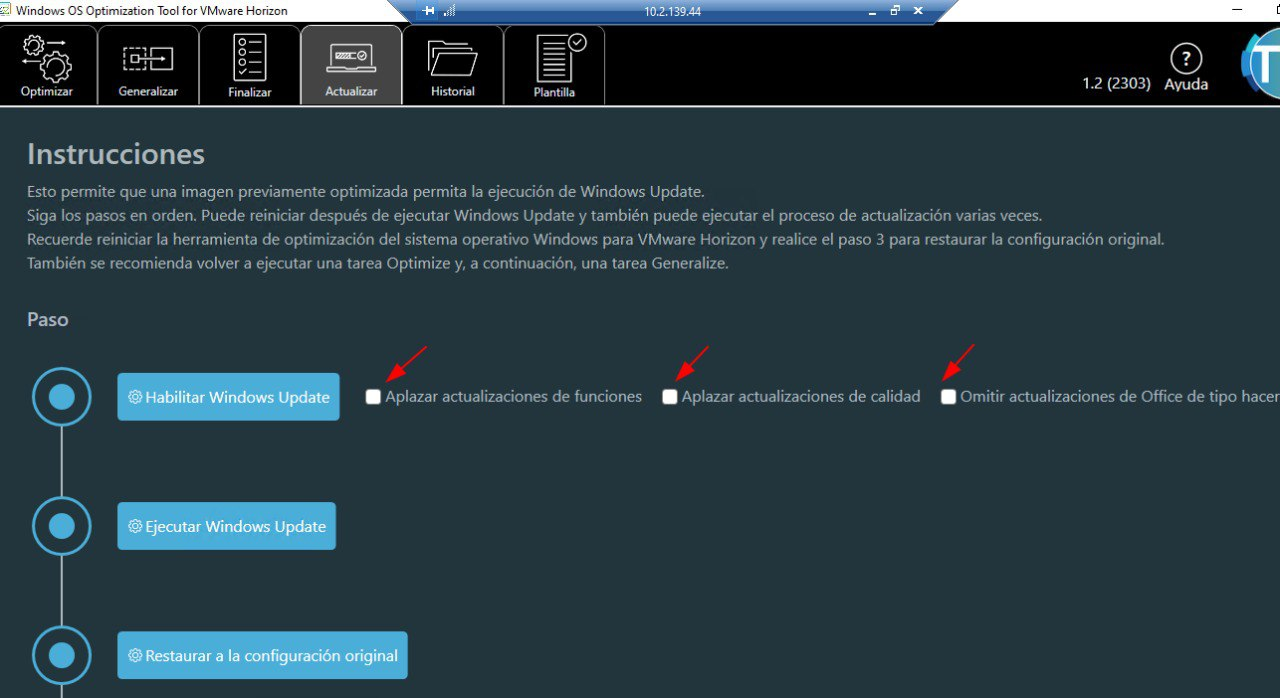 Windows OS Optimization Tool for VMware Horizon
10.2.139.44
Optimizar
Generalizar
Finalizar
Actualizar
Historial
Plantilla
1.2 (2303)
?
Ayuda
T
Instrucciones
Esto permite que una imagen previamente optimizada permita la ejecución de Windows Update.
Siga los pasos en orden. Puede reiniciar después de ejecutar Windows Update y también puede ejecutar el proceso de actualización varias veces.
Recuerde reiniciar la herramienta de optimización del sistema operativo Windows para VMware Horizon y realice el paso 3 para restaurar la configuración original.
También se recomienda volver a ejecutar una tarea Optimize y, a continuación, una tarea Generalize.
Paso
Habilitar Windows Update
Aplazar actualizaciones de funciones
Aplazar actualizaciones de calidad
Omitir actualizaciones de Office de tipo hacer
Ejecutar Windows Update
Restaurar a la configuración original